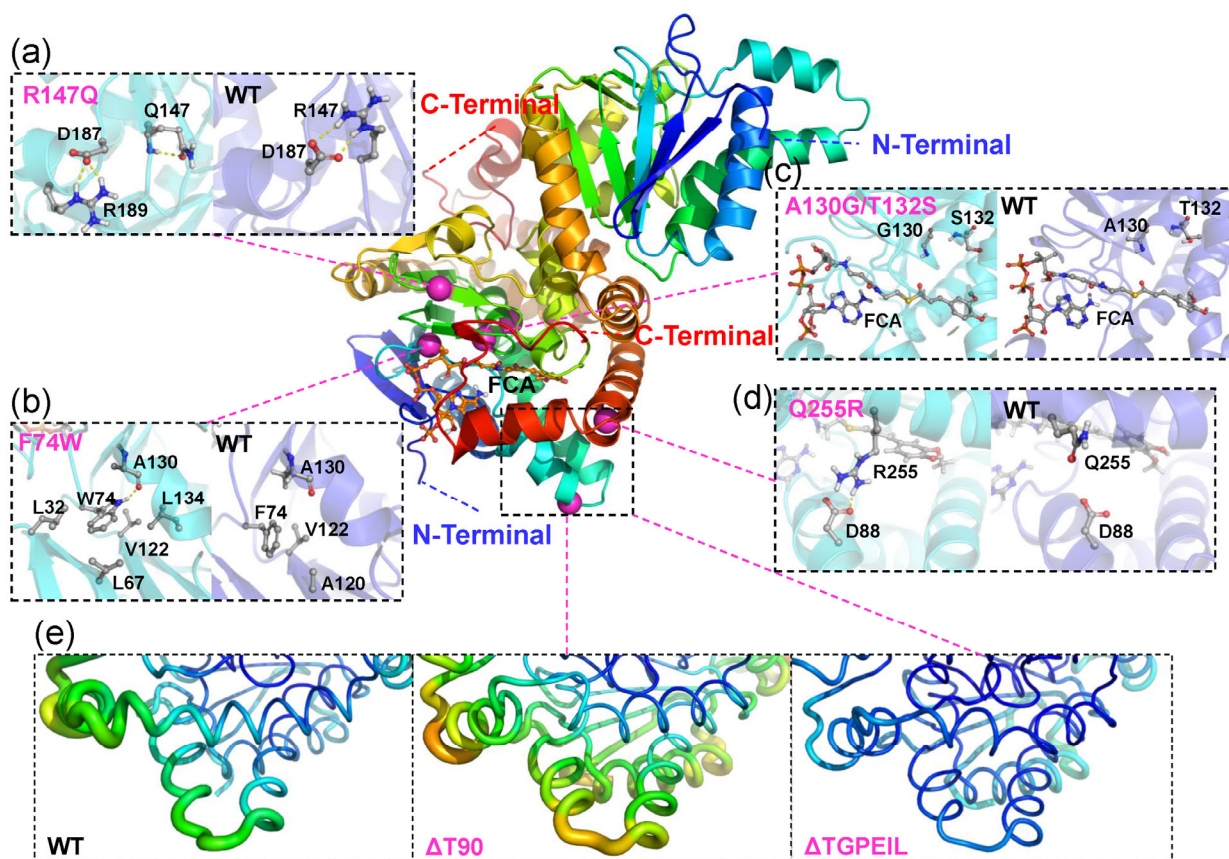 (a)
R147Q
Q147
D187
R189
WT
R147
D187
C-Terminal
N-Terminal
(c)
A130G/T132S
G130
S132
FCA
WT
A130
T132
FCA
C-Terminal
FCA
(b)
F74W
A130
W74
L32
L134
V122
L67
WT
A130
F74
V122
A120
N-Terminal
(d)
Q255R
R255
D88
WT
Q255
D88
(e)
WT
ΔT90
ΔTGPEIL